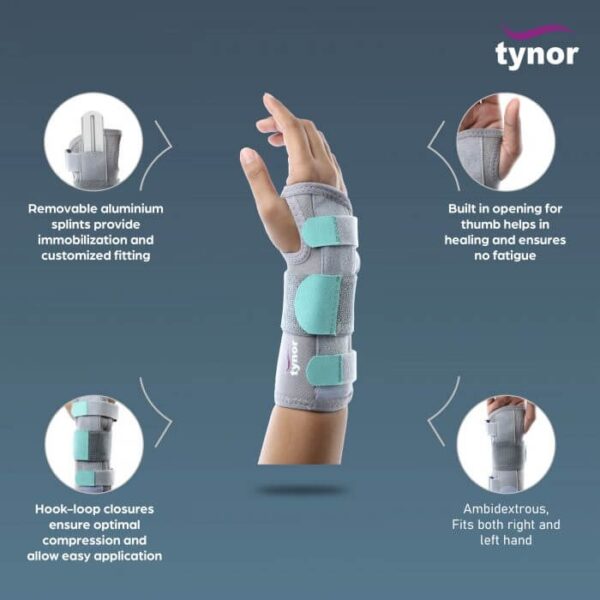 tynor
Removable aluminium
splints provide
immobilization and
customized fitting
Built in opening for
thumb helps in
healing and ensures
no fatigue
tynor
Hook-loop closures
ensure optimal
compression and
allow easy application
Ambidextrous,
Fits both right and
left hand